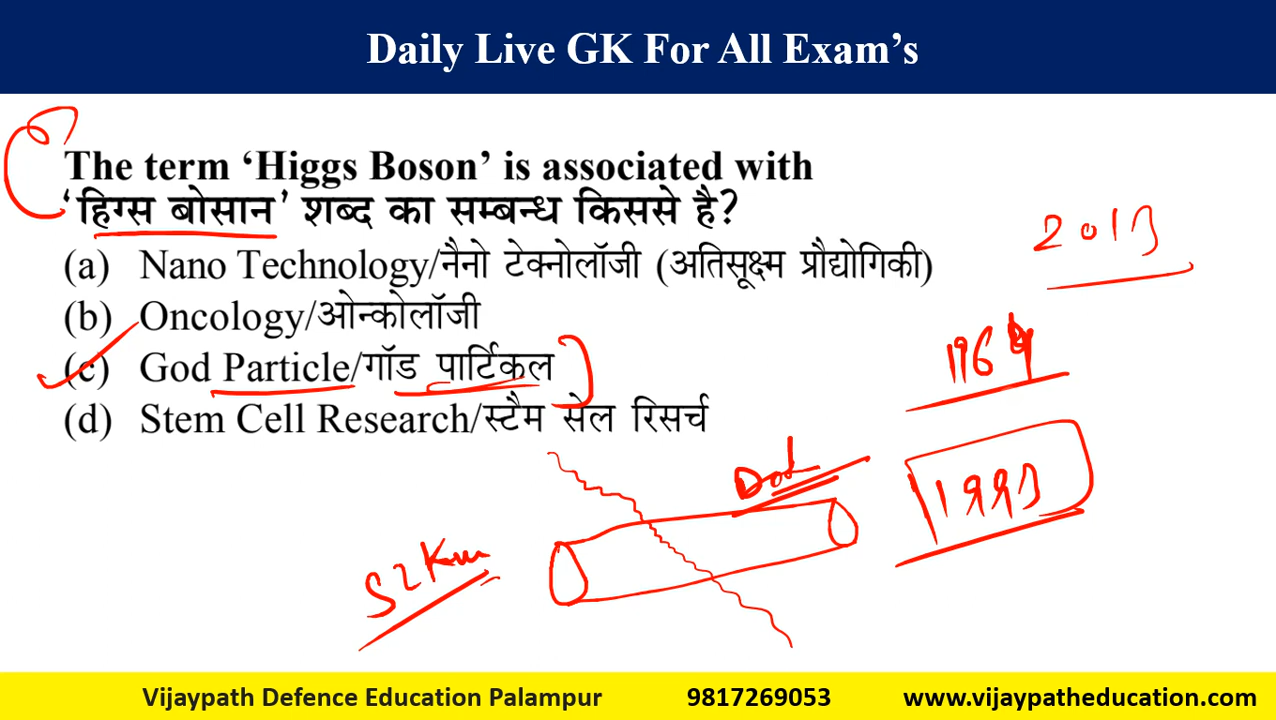 Daily Live GK For All Exam’s
The term ‘Higgs Boson’ is associated with
‘हिग्स बोसान’ शब्द का सम्बन्ध किससे है?
(a) Nano Technology/नैनो टेक्नोलॉजी (अतिसूक्ष्म प्रौद्योगिकी)
(b) Oncology/ओन्कोलॉजी
(c) God Particle/गॉड पार्टिकल
(d) Stem Cell Research/स्टैम सेल रिसर्च
2013
1964
1993
52 Km
Vijaypath Defence Education Palampur 9817269053 www.vijaypatheducation.com